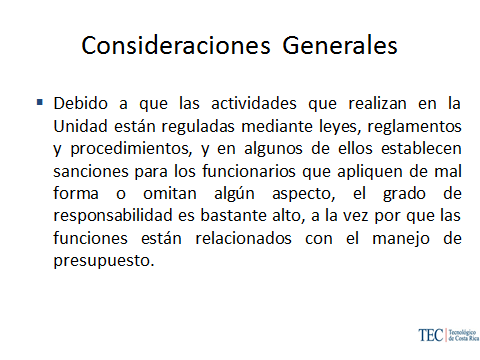 Consideraciones Generales
Debido a que las actividades que realizan en la
Unidad están reguladas mediante leyes, reglamentos
y procedimientos, y en algunos de ellos establecen
sanciones para los funcionarios que apliquen de mal
forma o omitan algún aspecto, el grado de
responsabilidad es bastante alto, a la vez por que las
funciones están relacionados con el manejo de
presupuesto.
TEC | Tecnológico
de Costa Rica